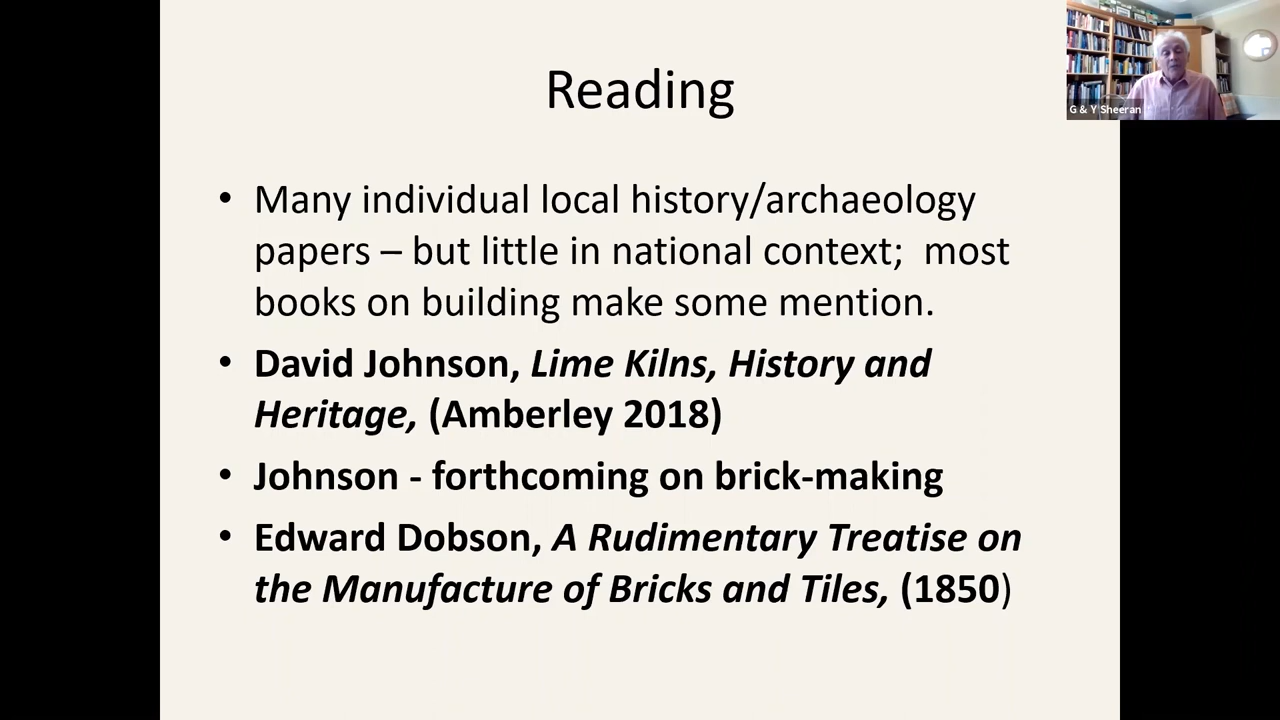 Reading
G & Y Sheeran
• Many individual local history/archaeology
papers – but little in national context;  most
books on building make some mention.
• David Johnson, Lime Kilns, History and
Heritage, (Amberley 2018)
• Johnson - forthcoming on brick-making
• Edward Dobson, A Rudimentary Treatise on
the Manufacture of Bricks and Tiles, (1850)